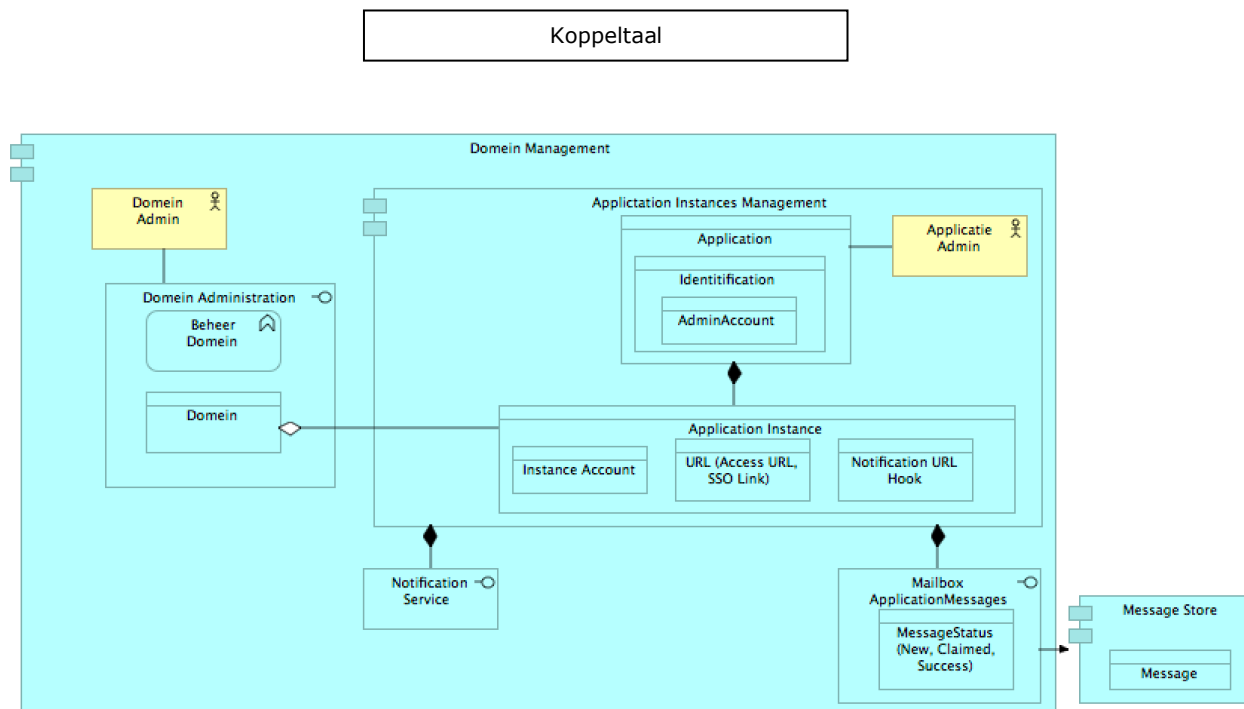 Koppeltaal
Domein Management
Domein
Admin
Domein Administration
Beheer
Domein
Domein
Applictation Instances Management
Application
Identitification
AdminAccount
Applicatie
Admin
Application Instance
Instance Account
URL (Access URL,
SSO Link)
Notification URL
Hook
Notification
Service
Mailbox
ApplicationMessages
MessageStatus
(New, Claimed,
Success)
Message Store
Message